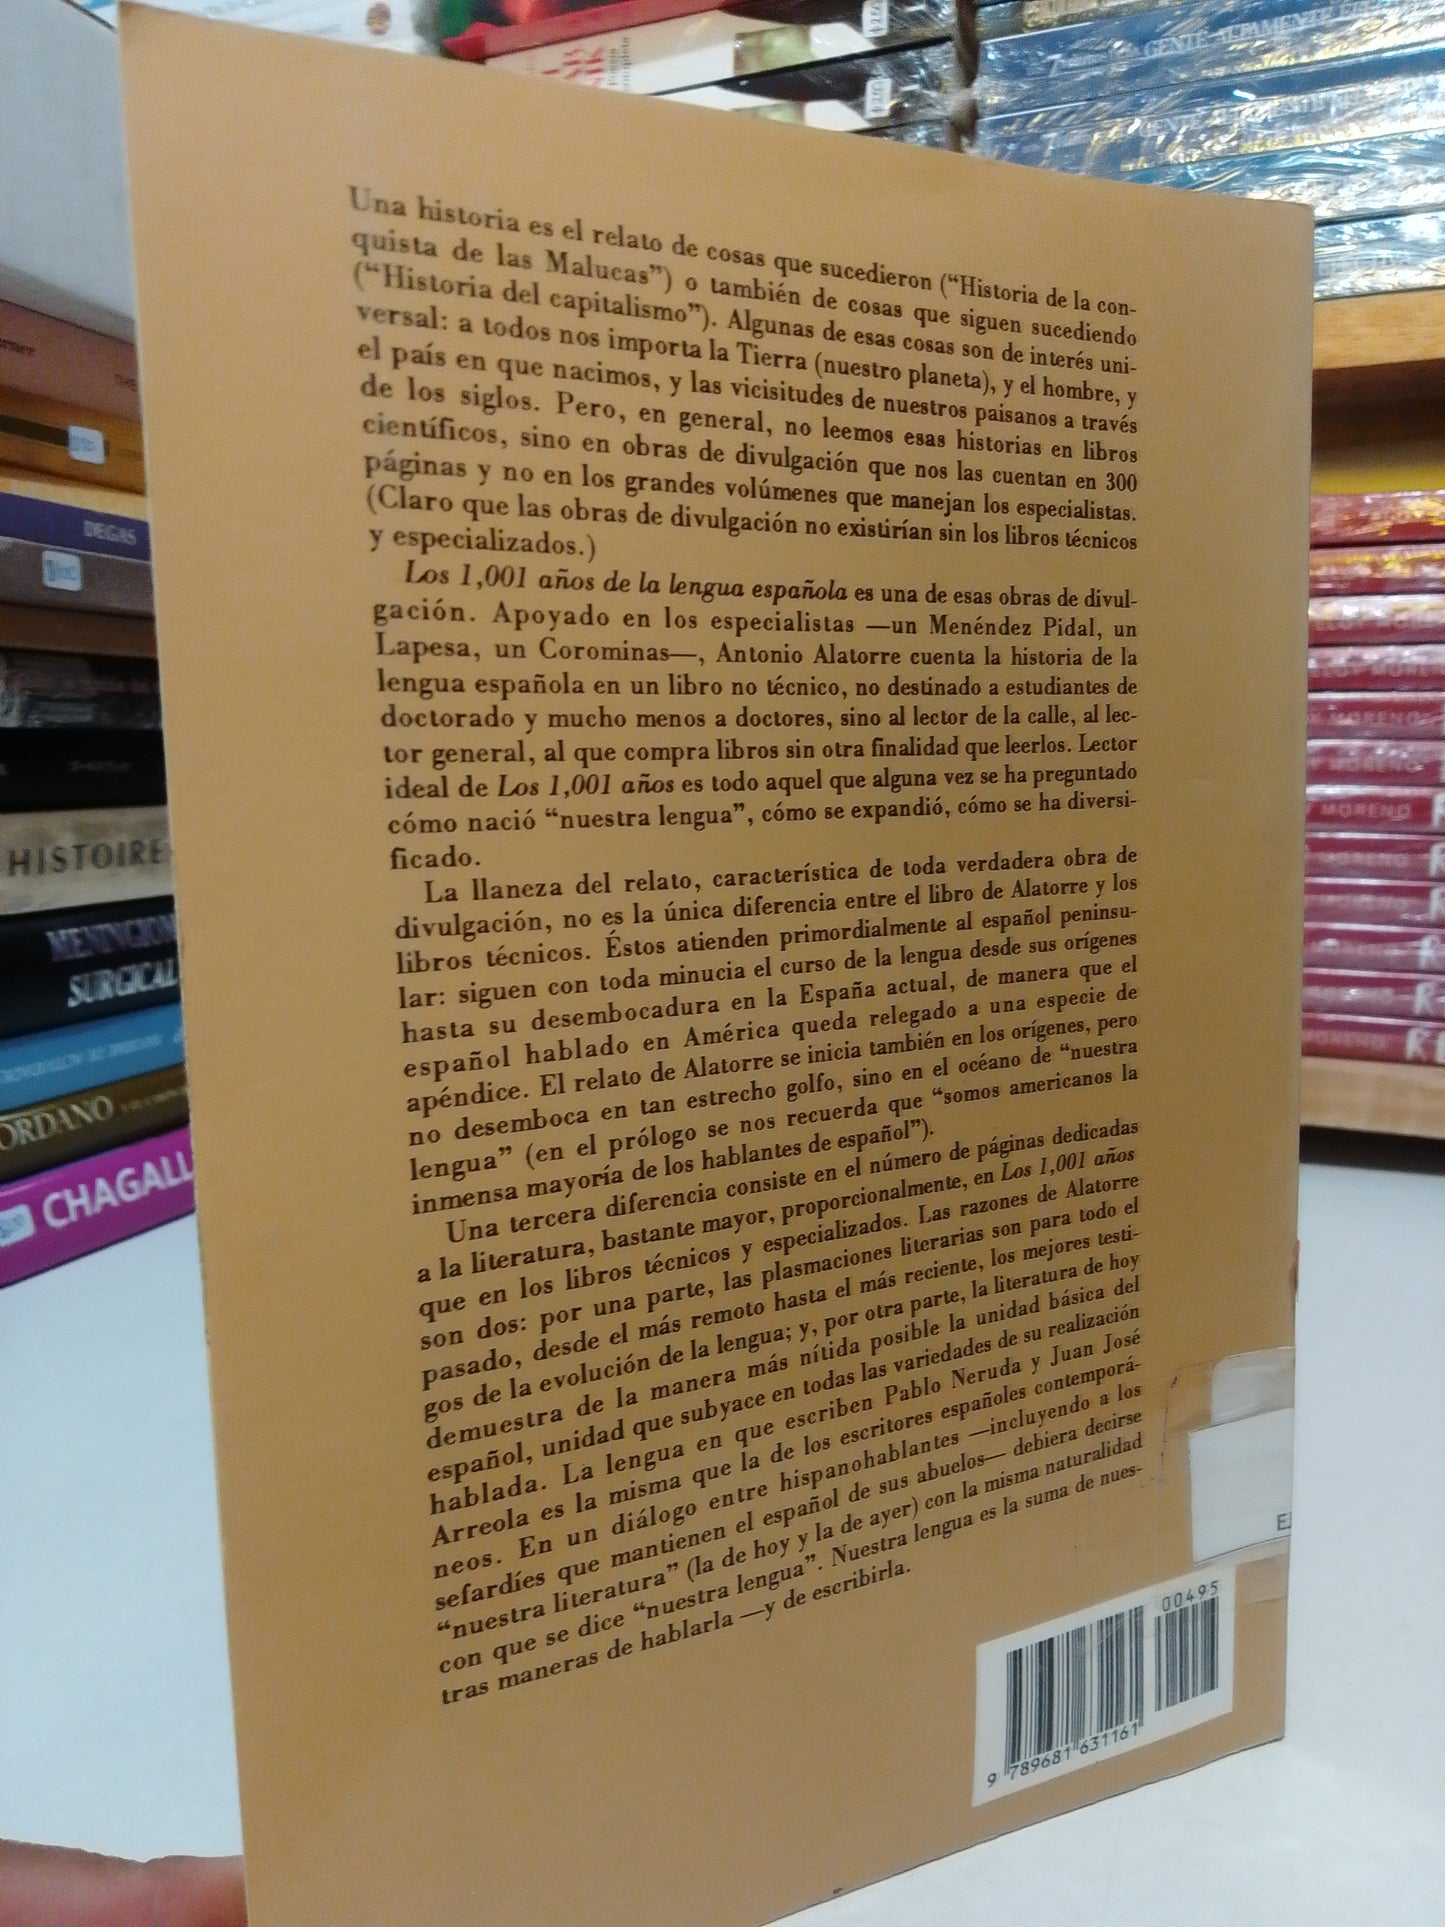 Una historia es el relato de cosas que sucedieron (“Historia de la con-
quista de las Malucas”) o también de cosas que siguen sucediendo
(“Historia del capitalismo”). Algunas de esas cosas son de interés uni-
versal: a todos nos importa la Tierra (nuestro planeta), y el hombre, y
el país en que nacimos, y las vicisitudes de nuestros paisanos a través
de los siglos. Pero, en general, no leemos esas historias en libros
científicos, sino en obras de divulgación que nos las cuentan en 300
páginas y no en los grandes volúmenes que manejan los especialistas.
(Claro que las obras de divulgación no existirían sin los libros técnicos
y especializados.)
Los 1,001 años de la lengua española es una de esas obras de divul-
gación. Apoyado en los especialistas —un Menéndez Pidal, un
Lapesa, un Corominas—, Antonio Alatorre cuenta la historia de la
lengua española en un libro no técnico, no destinado a estudiantes de
doctorado y mucho menos a doctores, sino al lector de la calle, al lec-
tor general, al que compra libros sin otra finalidad que leerlos. Lector
ideal de Los 1,001 años es todo aquel que alguna vez se ha preguntado
cómo nació “nuestra lengua”, cómo se expandió, cómo se ha diversi-
ficado.
La llaneza del relato, característica de toda verdadera obra de
divulgación, no es la única diferencia entre el libro de Alatorre y los
libros técnicos. Éstos atienden primordialmente al español peninsu-
lar: siguen con toda minucia el curso de la lengua desde sus orígenes
hasta su desembocadura en la España actual, de manera que el
español hablado en América queda relegado a una especie de
apéndice. El relato de Alatorre se inicia también en los orígenes, pero
no desemboca en tan estrecho golfo, sino en el océano de “nuestra
lengua” (en el prólogo se nos recuerda que “somos americanos la
inmensa mayoría de los hablantes de español”).
Una tercera diferencia consiste en el número de páginas dedicadas
a la literatura, bastante mayor, proporcionalmente, en Los 1,001 años
que en los libros técnicos y especializados. Las razones de Alatorre
son dos: por una parte, las plasmaciones literarias son para todo el
pasado, desde el más remoto hasta el más reciente, los mejores testi-
gos de la evolución de la lengua; y, por otra parte, la literatura de hoy
demuestra de la manera más nítida posible la unidad básica del
español, unidad que subyace en todas las variedades de su realización
hablada. La lengua en que escriben Pablo Neruda y Juan José
Arreola es la misma que la de los escritores españoles contemporá-
neos. En un diálogo entre hispanohablantes —incluyendo a los
sefardíes que mantienen el español de sus abuelos— debiera decirse
“nuestra literatura” (la de hoy y la de ayer) con la misma naturalidad
con que se dice “nuestra lengua”. Nuestra lengua es la suma de nues-
tras maneras de hablarla —y de escribirla.
00495
9 789681 631161
DEGAS
HISTOIRE
SURGICAL
ORDANO
CHAGALL
GENTE ALTAMENTE
MORENO
MORENO
MORENO